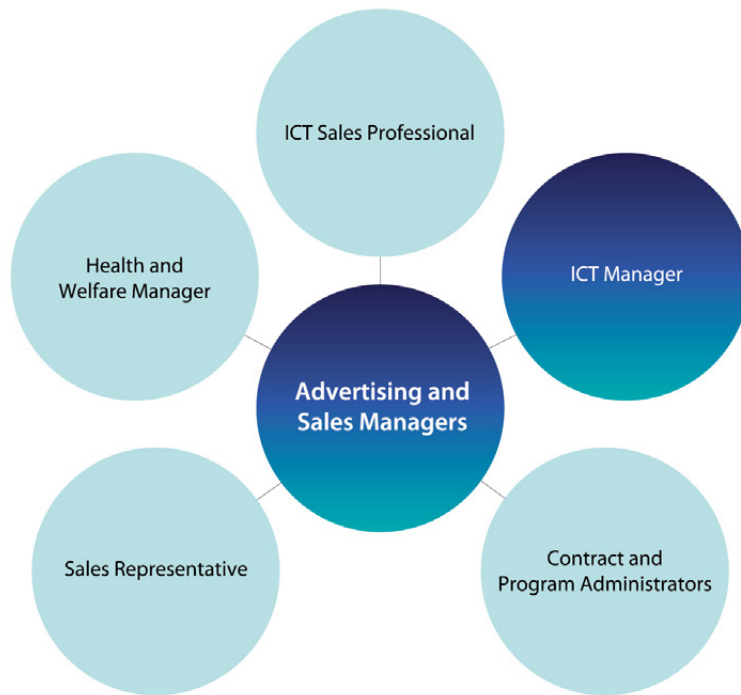 ICT Sales Professional
Health and
Welfare Manager
ICT Manager
Advertising and
Sales Managers
Sales Representative
Contract and
Program Administrators